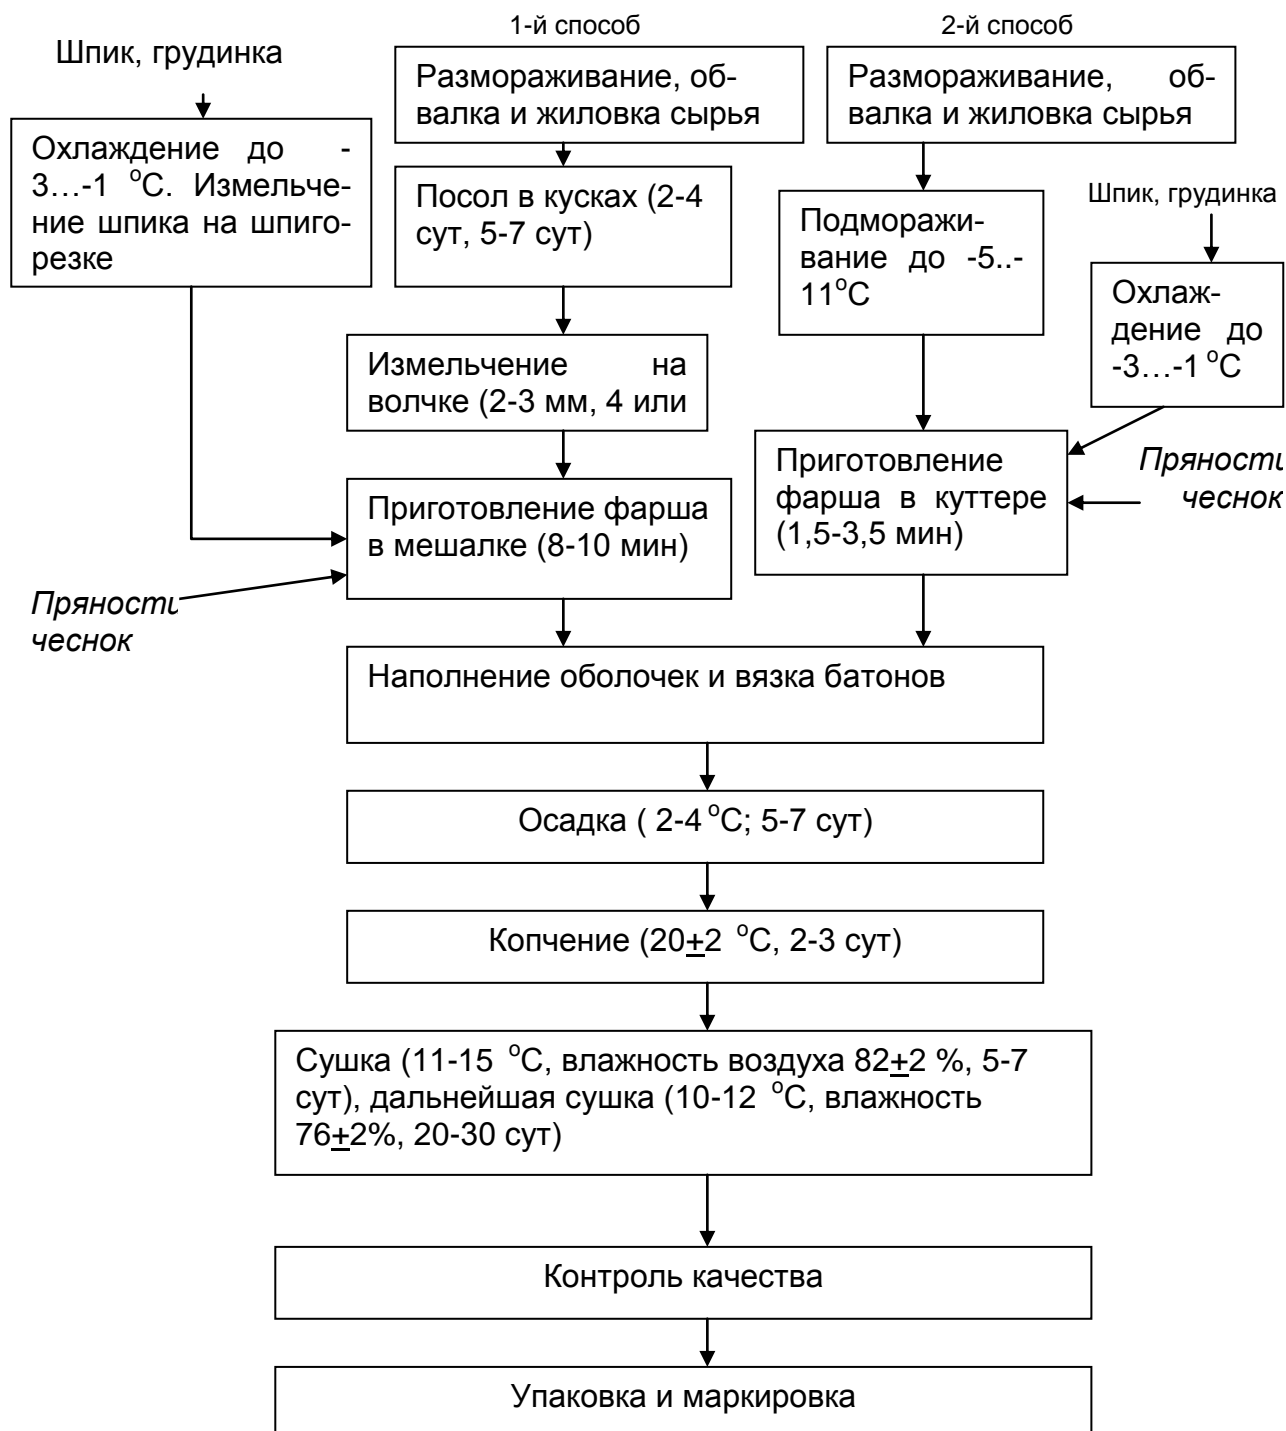 1-й способ
2-й способ
Шпик, грудинка
Размораживание, об-
валка и жиловка сырья
Размораживание, об-
валка и жиловка сырья
Охлаждение до -
3…-1 °С. Измельче-
ние шпика на шпиго-
резке
Посол в кусках (2-4
сут, 5-7 сут)
Подморажи-
вание до -5..-
11°С
Шпик, грудинка
Охлаж-
дение до
-3…-1 °С
Измельчение на
волчке (2-3 мм, 4 или
Приготовление фарша
в мешалке (8-10 мин)
Приготовление
фарша в куттере
(1,5-3,5 мин)
Пряности
чеснок
Пряности
чеснок
Наполнение оболочек и вязка батонов
Осадка ( 2-4 °С; 5-7 сут)
Копчение (20±2 °С, 2-3 сут)
Сушка (11-15 °С, влажность воздуха 82±2 %, 5-7
сут), дальнейшая сушка (10-12 °С, влажность
76±2%, 20-30 сут)
Контроль качества
Упаковка и маркировка